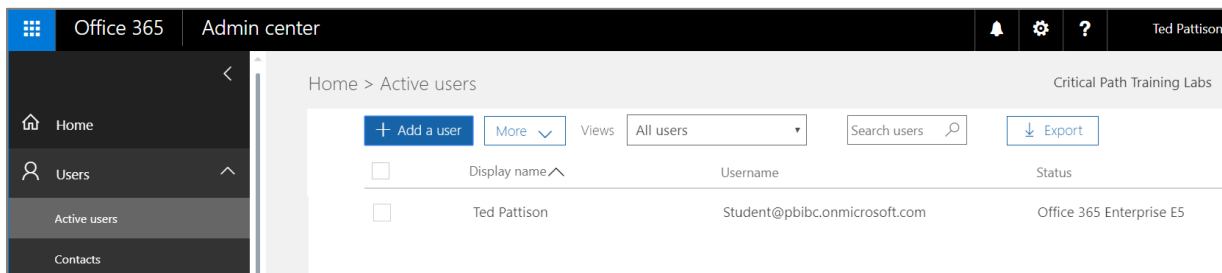 Office 365 Admin center ? Ted Pattison
Home > Active users Critical Path Training Labs
Home
+ Add a user More Views All users Search users Export
Users
Display name Username Status
Active users
Ted Pattison Student@pbibc.onmicrosoft.com Office 365 Enterprise E5
Contacts